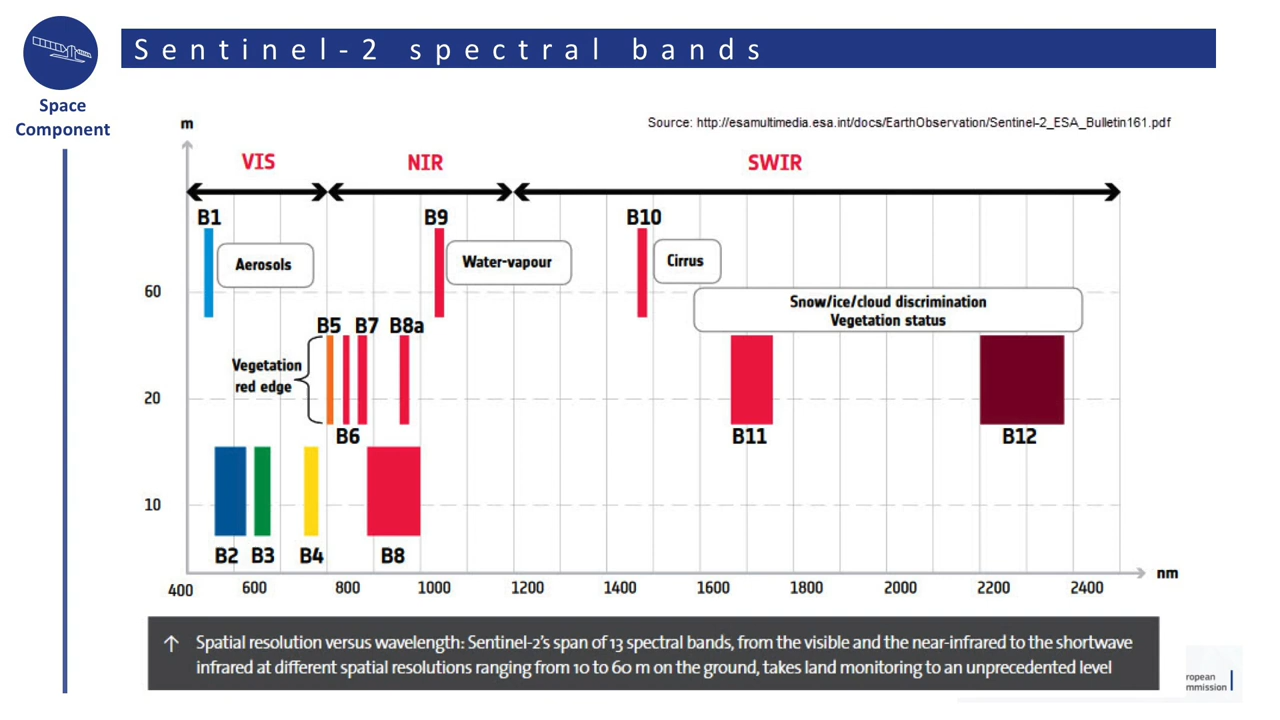 Sentinel-2 spectral bands
Space
Component
m
Source: http://esamultimedia.esa.int/docs/EarthObservation/Sentinel-2_ESA_Bulletin161.pdf
VIS
NIR
SWIR
B1
B9
B10
Aerosols
Water-vapour
Cirrus
60
Snow/ice/cloud discrimination
Vegetation status
B5
B7
B8a
Vegetation
red edge
20
B6
B11
B12
10
B2
B3
B4
B8
400
600
800
1000
1200
1400
1600
1800
2000
2200
2400
nm
↑ Spatial resolution versus wavelength: Sentinel-2's span of 13 spectral bands, from the visible and the near-infrared to the shortwave
infrared at different spatial resolutions ranging from 10 to 60 m on the ground, takes land monitoring to an unprecedented level
ropean
mmission